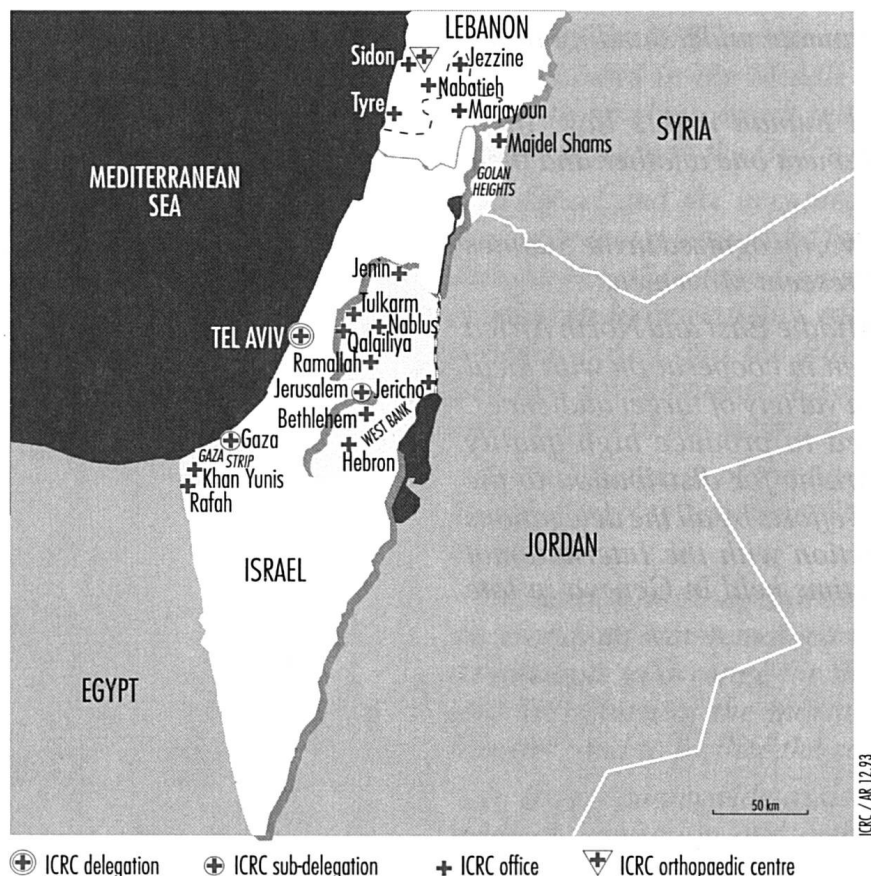 LEBANON
Sidon
Jezzine
Nabatieh
Tyre
Marjayoun
SYRIA
Majdel Shams
MEDITERRANEAN
SEA
GOLAN
HEIGHTS
Jenin
Tulkarm
Nablus
TEL AVIV
Qalqiliya
Ramallah
Jerusalem
Jericho
Bethlehem
WEST BANK
Gaza
Hebron
GAZA STRIP
Khan Yunis
Rafah
JORDAN
ISRAEL
EGYPT
50 km
ICRC / AR 12.93
ICRC delegation
ICRC sub-delegation
ICRC office
ICRC orthopaedic centre